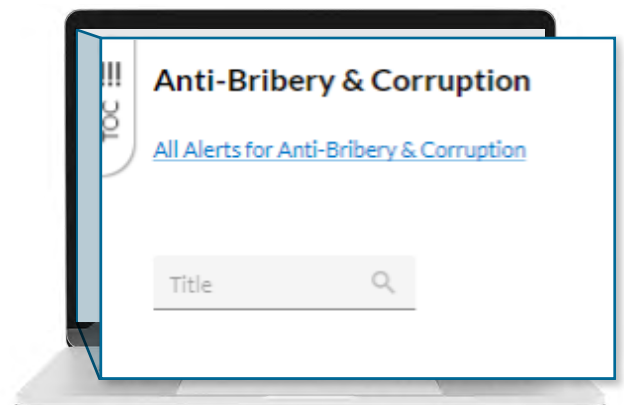 TOC
Anti-Bribery & Corruption
All Alerts for Anti-Bribery & Corruption
Title